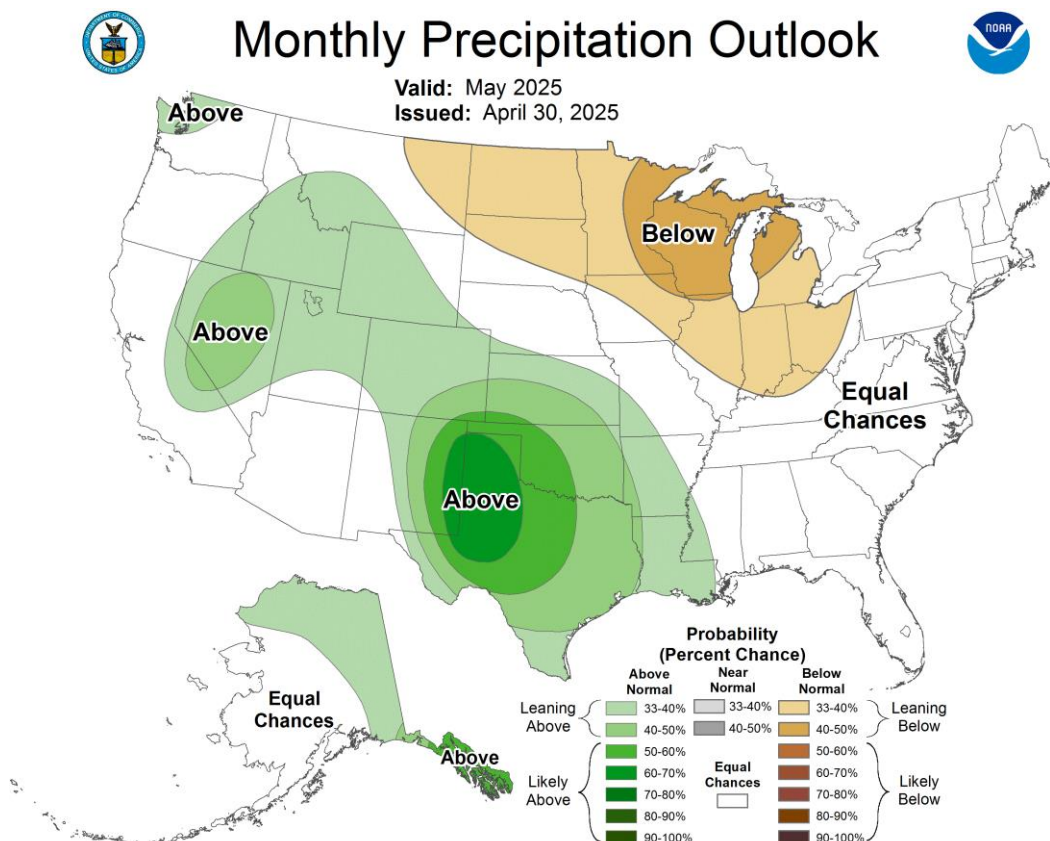 Monthly Precipitation Outlook
NOAA
Valid: May 2025
Issued: April 30, 2025
Above
Below
Above
Equal
Chances
Above
Equal
Chances
Above
Probability
(Percent Chance)
Above
Normal
Near
Normal
Below
Normal
Leaning
Above
33-40%
40-50%
33-40%
40-50%
33-40%
40-50%
Leaning
Below
Likely
Above
50-60%
60-70%
70-80%
80-90%
90-100%
Equal
Chances
50-60%
60-70%
70-80%
80-90%
90-100%
Likely
Below